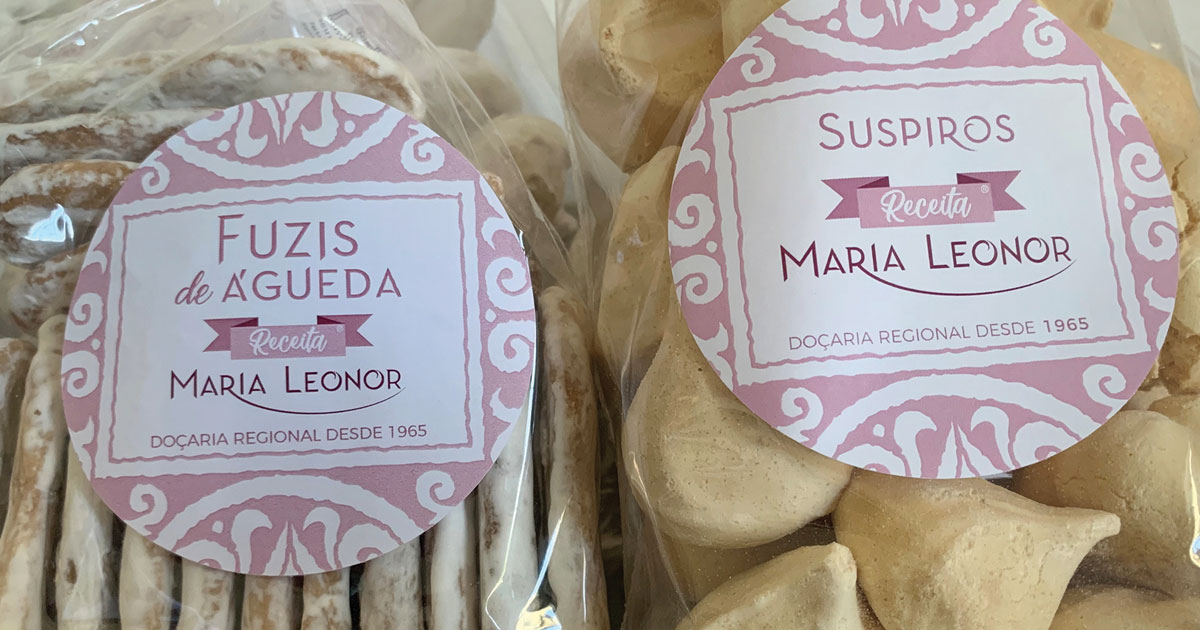 FUZIS
de ÁGUEDA
Receita
MARIA LEONOR
DOÇARIA REGIONAL DESDE 1965
SUSPIROS
Receita ®
MARIA LEONOR
DOÇARIA REGIONAL DESDE 1965